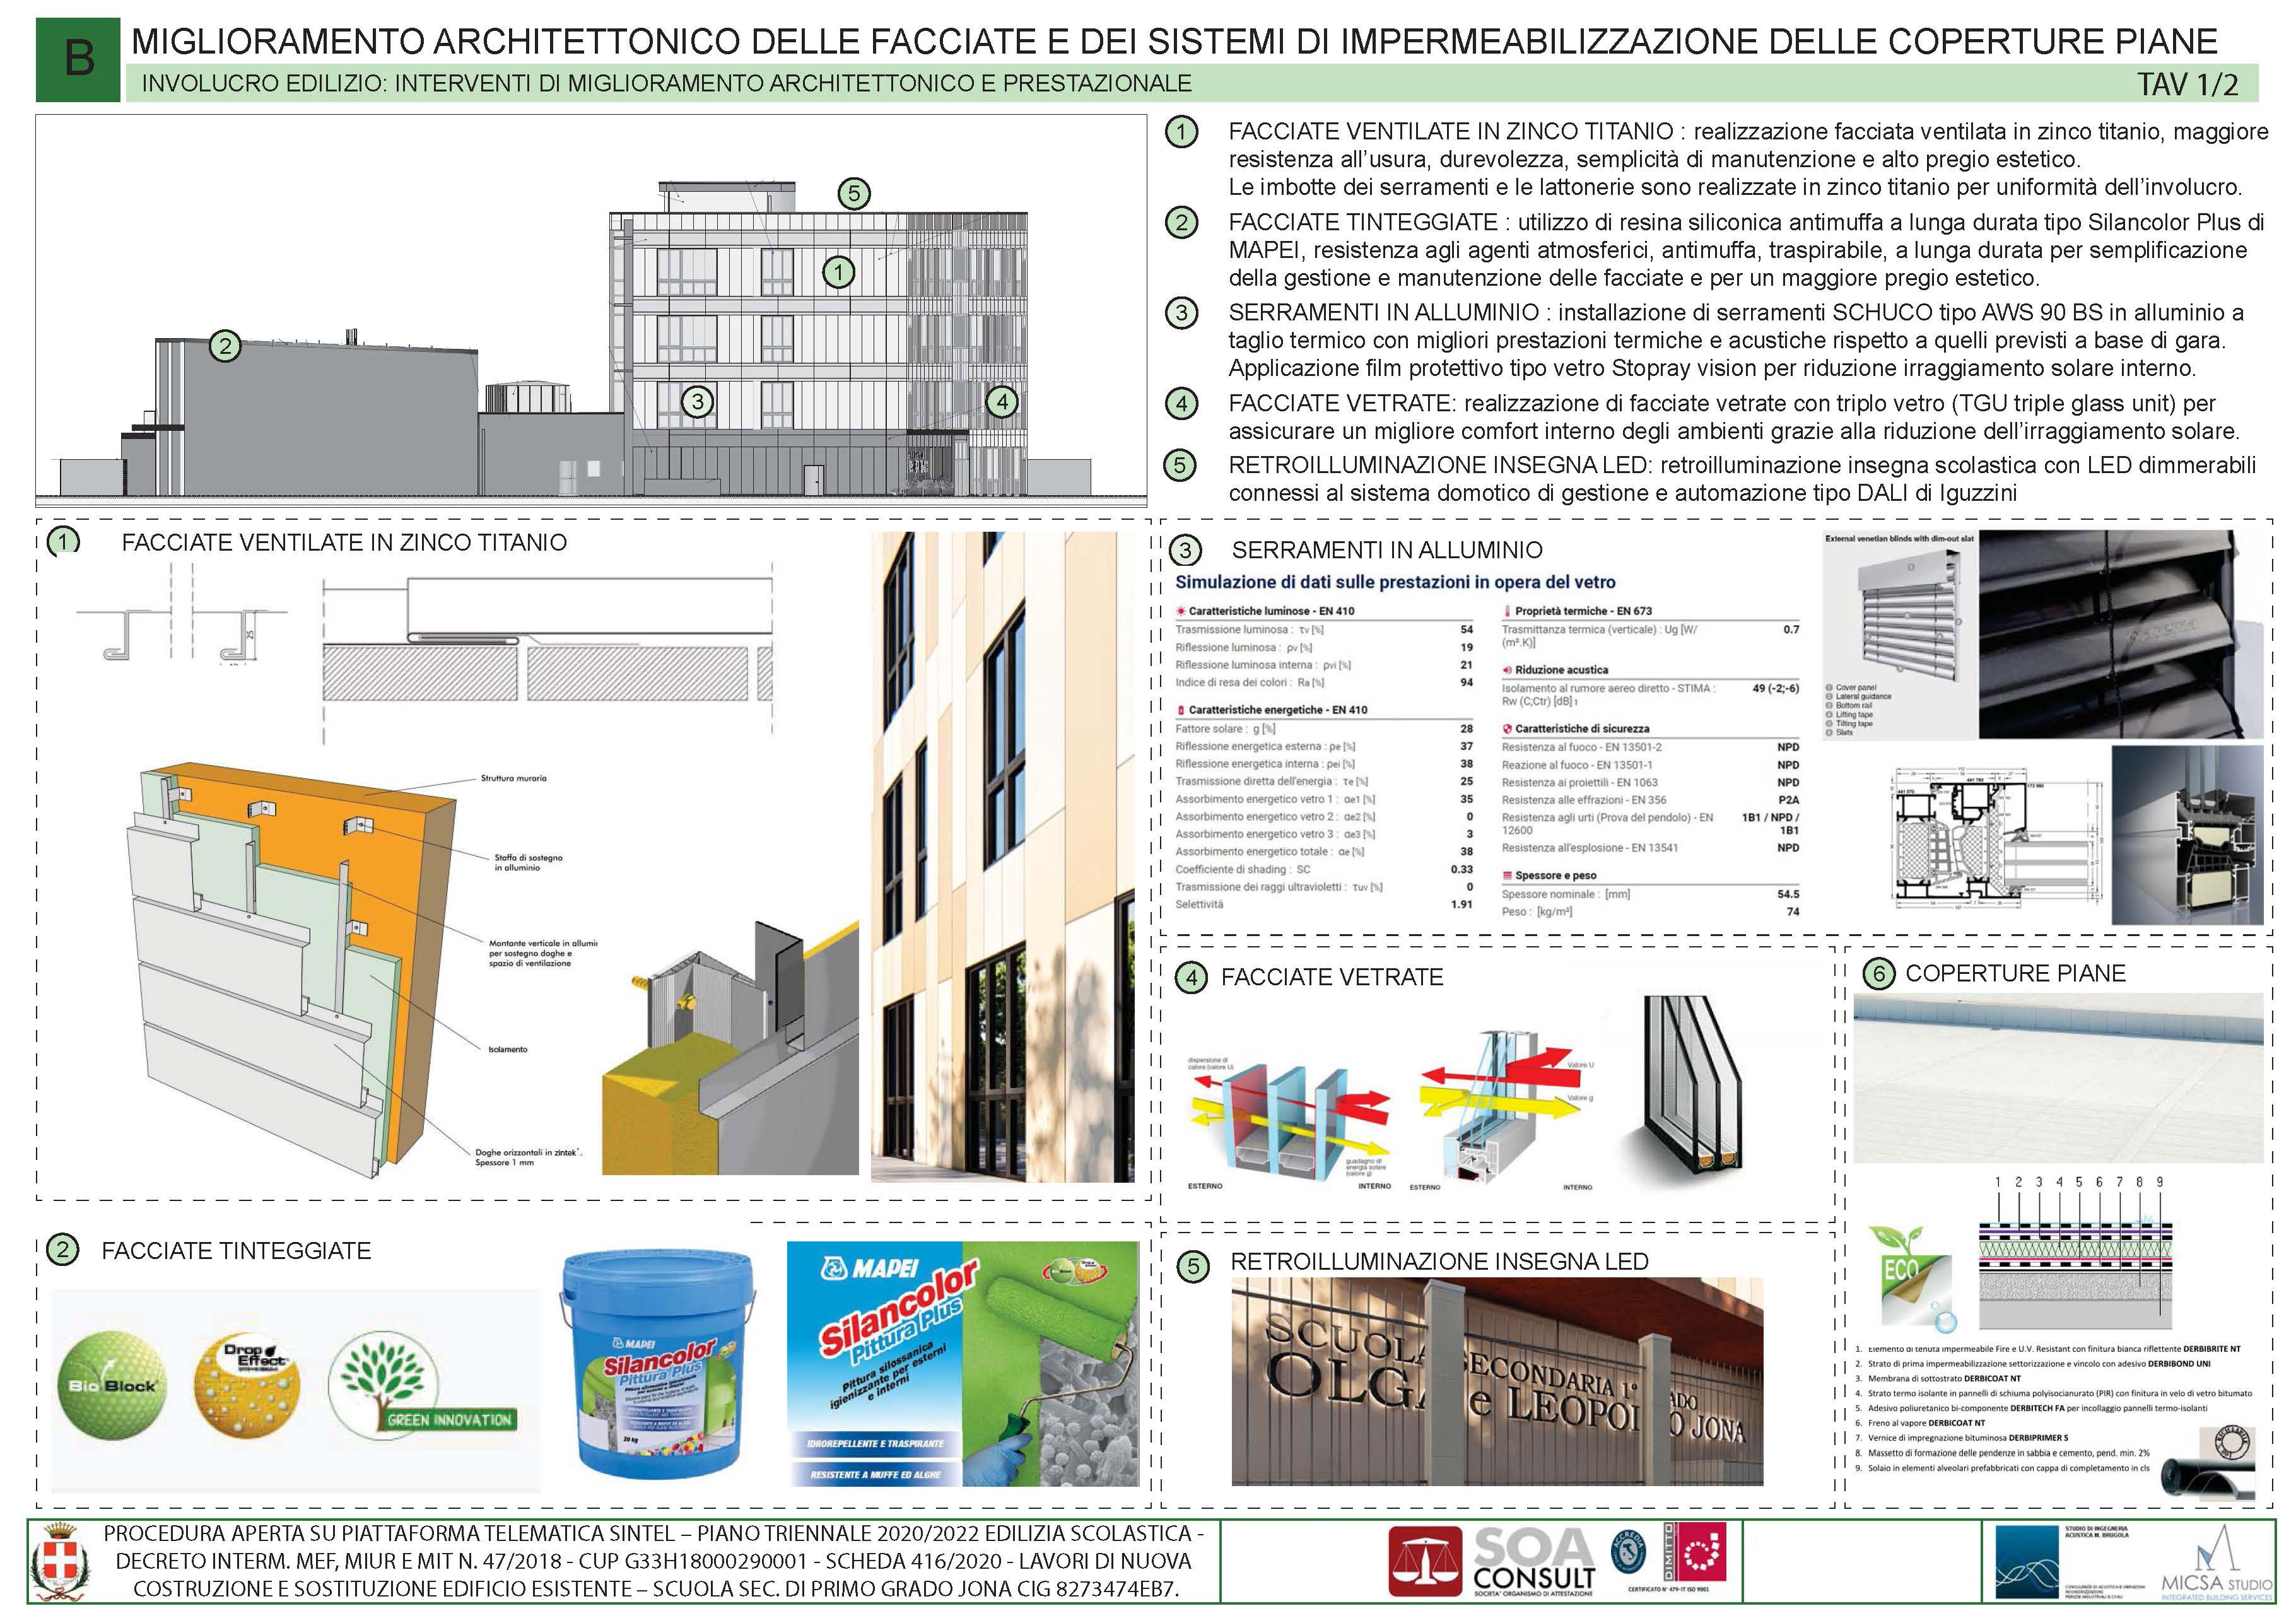 B
MIGLIORAMENTO ARCHITETTONICO DELLE FACCIATE E DEI SISTEMI DI IMPERMEABILIZZAZIONE DELLE COPERTURE PIANE
INVOLUCRO EDILIZIO: INTERVENTI DI MIGLIORAMENTO ARCHITETTONICO E PRESTAZIONALE
TAV 1/2
5
1
2
3
4
1 FACCIATE VENTILATE IN ZINCO TITANIO : realizzazione facciata ventilata in zinco titanio, maggiore
resistenza all'usura, durevolezza, semplicità di manutenzione e alto pregio estetico.
Le imbotte dei serramenti e le lattonerie sono realizzate in zinco titanio per uniformità dell'involucro.
2 FACCIATE TINTEGGIATE : utilizzo di resina siliconica antimuffa a lunga durata tipo Silancolor Plus di
MAPEI, resistenza agli agenti atmosferici, antimuffa, traspirabile, a lunga durata per semplificazione
della gestione e manutenzione delle facciate e per un maggiore pregio estetico.
3 SERRAMENTI IN ALLUMINIO : installazione di serramenti SCHUCO tipo AWS 90 BS in alluminio a
taglio termico con migliori prestazioni termiche e acustiche rispetto a quelli previsti a base di gara.
Applicazione film protettivo tipo vetro Stopray vision per riduzione irraggiamento solare interno.
4 FACCIATE VETRATE: realizzazione di facciate vetrate con triplo vetro (TGU triple glass unit) per
assicurare un migliore comfort interno degli ambienti grazie alla riduzione dell'irraggiamento solare.
5 RETROILLUMINAZIONE INSEGNA LED: retroilluminazione insegna scolastica con LED dimmerabili
connessi al sistema domotico di gestione e automazione tipo DALI di Iguzzini
1 FACCIATE VENTILATE IN ZINCO TITANIO
25
Struttura muraria
Staffa di sostegno
in alluminio
Montante verticale in allumii
per sostegno doghe e
spazio di ventilazione
Isolamento
Doghe orizzontali in zintek®.
Spessore 1 mm
2 FACCIATE TINTEGGIATE
Bio Block
Drop Effect
GREEN INNOVATION
MAPEI
Silancolor
Pittura Plus
20 kg
MAPEI
Silancolor
Pittura Plus
Pittura silossanica
igienizzante per esterni
e interni
IDROREPELLENTE E TRASPIRANTE
RESISTENTE A MUFFE ED ALGHE
3 SERRAMENTI IN ALLUMINIO
Simulazione di dati sulle prestazioni in opera del vetro
Caratteristiche luminose - EN 410
Trasmissione luminosa : τv [%] 54
Riflessione luminosa : ρv [%] 19
Riflessione luminosa interna : ρvi [%] 21
Indice di resa dei colori : Ra [%] 94
Caratteristiche energetiche - EN 410
Fattore solare : g [%] 28
Riflessione energetica esterna : ρe [%] 37
Riflessione energetica interna : ρei [%] 38
Trasmissione diretta dell'energia : τe [%] 25
Assorbimento energetico vetro 1 : αe1 [%] 35
Assorbimento energetico vetro 2 : αe2 [%] 0
Assorbimento energetico vetro 3 : αe3 [%] 3
Assorbimento energetico totale : αe [%] 38
Coefficiente di shading : SC 0.33
Trasmissione dei raggi ultravioletti : τuv [%] 0
Selettività 1.91
Proprietà termiche - EN 673
Trasmittanza termica (verticale) : Ug [W/ 0.7
(m².K)]
Riduzione acustica
Isolamento al rumore aereo diretto - STIMA : 49 (-2;-6)
Rw (C;Ctr) [dB] 1
Caratteristiche di sicurezza
Resistenza al fuoco - EN 13501-2 NPD
Reazione al fuoco - EN 13501-1 NPD
Resistenza ai proiettili - EN 1063 NPD
Resistenza alle effrazioni - EN 356 P2A
Resistenza agli urti (Prova del pendolo) - EN 1B1 / NPD /
12600 1B1
Resistenza all'esplosione - EN 13541 NPD
Spessore e peso
Spessore nominale : [mm] 54.5
Peso : [kg/m²] 74
External venetian blinds with dim-out slat
Cover panel
Lateral guidance
Bottom rail
Lifting tape
Tilting tape
Slats
4 FACCIATE VETRATE
dispersione di
calore (valore U)
guadagno di
energia solare
(valore g)
ESTERNO
INTERNO
Valore U
Valore g
ESTERNO
INTERNO
5 RETROILLUMINAZIONE INSEGNA LED
SCUOLA SECONDARIA 1° ADO
OLGA e LEOPOL O JONA
6 COPERTURE PIANE
1 2 3 4 5 6 7 8 9
ECO
1. Elemento di tenuta impermeabile Fire e U.V. Resistant con finitura bianca riflettente DERBIBRITE NT
2. Strato di prima impermeabilizzazione settorizzazione e vincolo con adesivo DERBIBOND UNI
3. Membrana di sottostrato DERBICOAT NT
4. Strato termo isolante in pannelli di schiuma polyisocianurato (PIR) con finitura in velo di vetro bitumato
5. Adesivo poliuretanico bi-componente DERBITECH FA per incollaggio pannelli termo-isolanti
6. Freno al vapore DERBICOAT NT
7. Vernice di impregnazione bituminosa DERBIPRIMER S
8. Massetto di formazione delle pendenze in sabbia e cemento, pend. min. 2%
9. Solaio in elementi alveolari prefabbricati con cappa di completamento in cls
PROCEDURA APERTA SU PIATTAFORMA TELEMATICA SINTEL – PIANO TRIENNALE 2020/2022 EDILIZIA SCOLASTICA -
DECRETO INTERM. MEF, MIUR E MIT N. 47/2018 - CUP G33H18000290001 - SCHEDA 416/2020 - LAVORI DI NUOVA
COSTRUZIONE E SOSTITUZIONE EDIFICIO ESISTENTE – SCUOLA SEC. DI PRIMO GRADO JONA CIG 8273474EB7.
SOA
CONSULT
SOCIETA' ORGANISMO DI ATTESTAZIONE
ACCREDIA
DIMITTO
CERTIFICATO N° 479-IT ISO 9001
STUDIO DI INGEGNERIA
ACUSTICA M. BRUGOLA
MICSA STUDIO
INTEGRATED BUILDING SERVICES